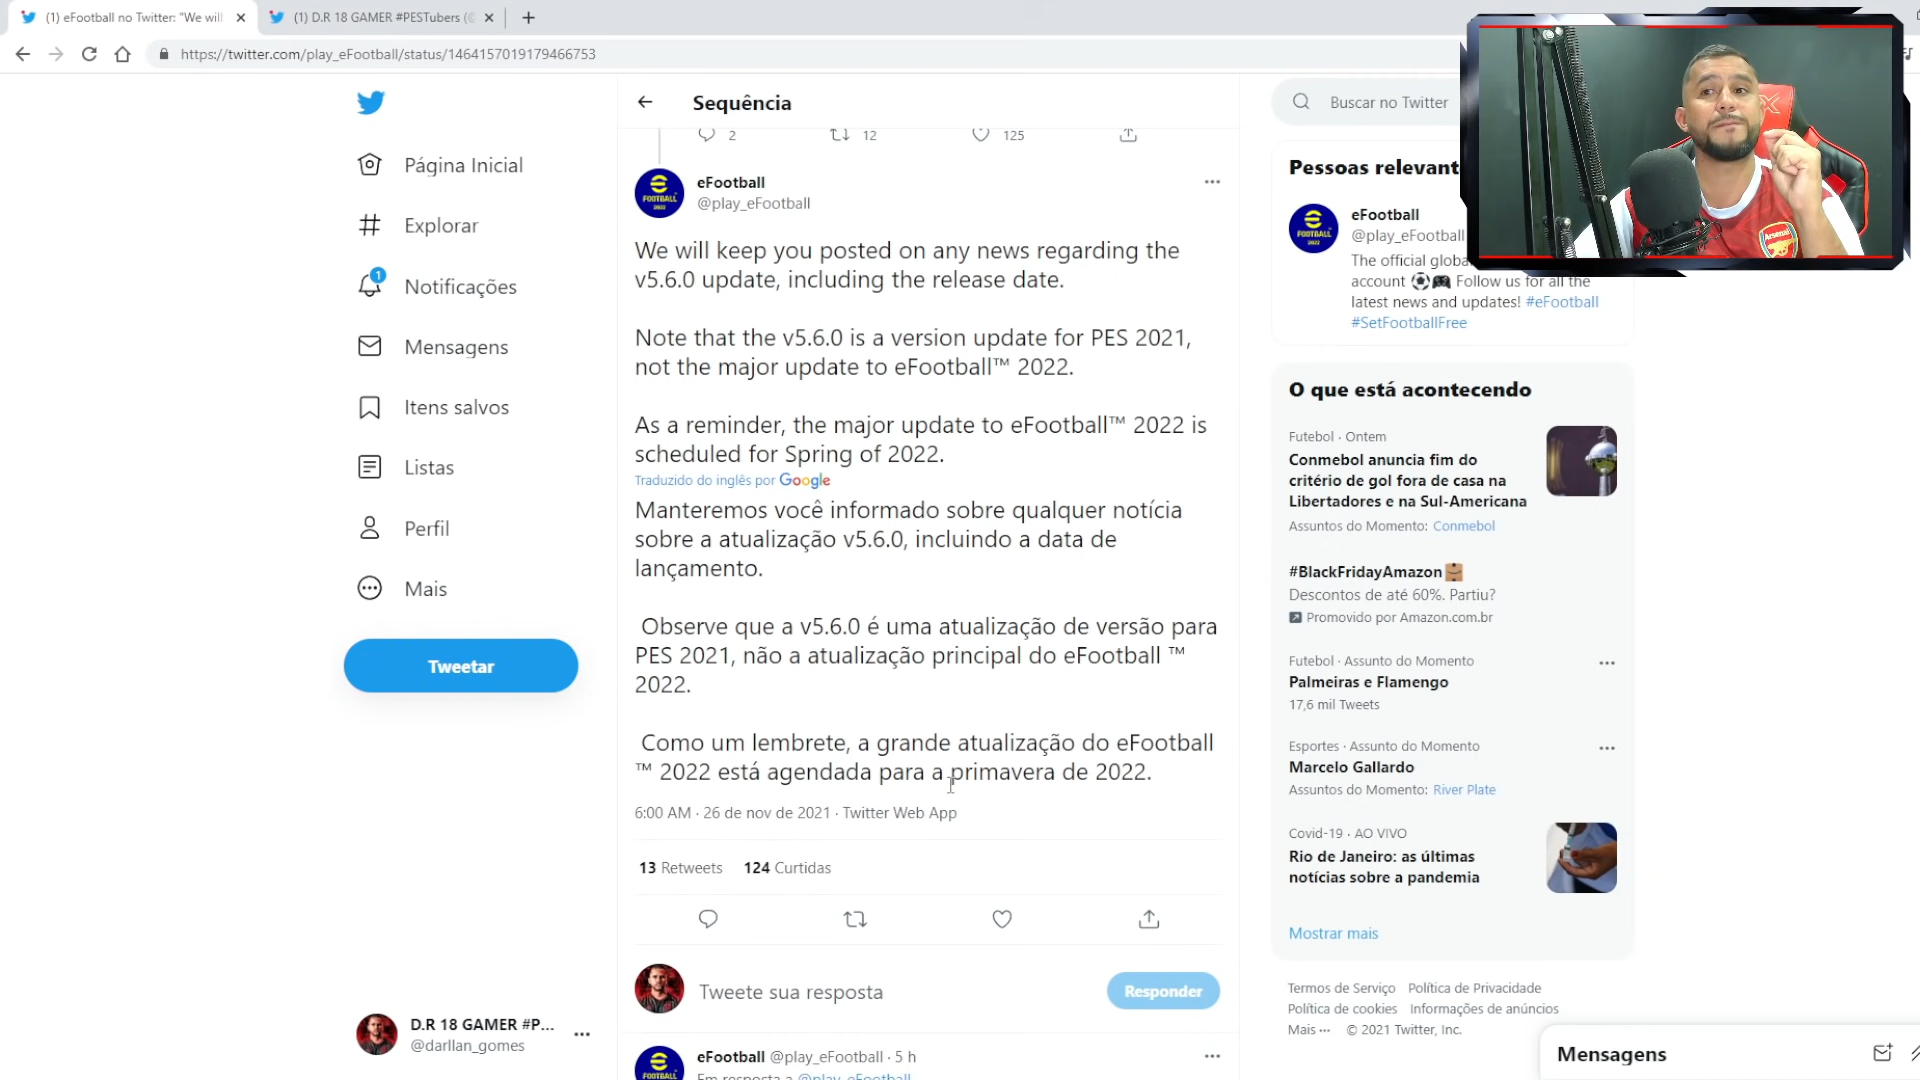 (1) eFootball no Twitter: "We will
(1) D.R 18 GAMER #PESTubers (@
https://twitter.com/play_eFootball/status/1464157019179466753
Página Inicial
Explorar
1
Notificações
Mensagens
Itens salvos
Listas
Perfil
Mais
Tweetar
D.R 18 GAMER #P...
@darllan_gomes
Sequência
2 12 125
eFootball
@play_eFootball
We will keep you posted on any news regarding the
v5.6.0 update, including the release date.
Note that the v5.6.0 is a version update for PES 2021,
not the major update to eFootball™ 2022.
As a reminder, the major update to eFootball™ 2022 is
scheduled for Spring of 2022.
Traduzido do inglês por Google
Manteremos você informado sobre qualquer notícia
sobre a atualização v5.6.0, incluindo a data de
lançamento.
Observe que a v5.6.0 é uma atualização de versão para
PES 2021, não a atualização principal do eFootball ™
2022.
Como um lembrete, a grande atualização do eFootball
™ 2022 está agendada para a primavera de 2022.
6:00 AM · 26 de nov de 2021 · Twitter Web App
13 Retweets 124 Curtidas
Tweete sua resposta
Responder
eFootball @play_eFootball · 5 h
Em resposta a @play_eFootball
Buscar no Twitter
Pessoas relevant
eFootball
@play_eFootball
The official globa
account ⚽🎮 Follow us for all the
latest news and updates! #eFootball
#SetFootballFree
Arsenal
O que está acontecendo
Futebol · Ontem
Conmebol anuncia fim do
critério de gol fora de casa na
Libertadores e na Sul-Americana
Assuntos do Momento: Conmebol
#BlackFridayAmazon
Descontos de até 60%. Partiu?
Promovido por Amazon.com.br
Futebol · Assunto do Momento
Palmeiras e Flamengo
17,6 mil Tweets
Esportes · Assunto do Momento
Marcelo Gallardo
Assuntos do Momento: River Plate
Covid-19 · AO VIVO
Rio de Janeiro: as últimas
notícias sobre a pandemia
Mostrar mais
Termos de Serviço Política de Privacidade
Política de cookies Informações de anúncios
Mais ··· © 2021 Twitter, Inc.
Mensagens